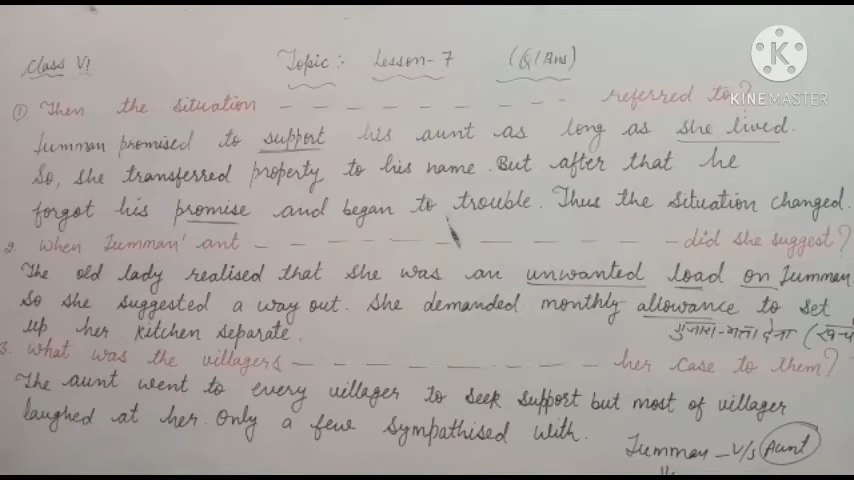 Class VI Topic :- Lesson-7 (Q/Ans)
KINEMASTER
① Then the situation – – – – – – – – – referred to?
Jumman promised to support his aunt as long as she lived.
So, she transferred property to his name. But after that he
forgot his promise and began to trouble. Thus the situation changed.
2. When Jumman' ant – – – – – – – – – – – did she suggest?
The old lady realised that she was an unwanted load on Jumman
So she suggested a way out. She demanded monthly allowance to set
up her kitchen separate. गुजारा-भत्ता देना
3. What was the villagers – – – – – – – – – her case to them?
The aunt went to every villager to seek support but most of villager
laughed at her. Only a few sympathised with.
Jumman – V/s Aunt